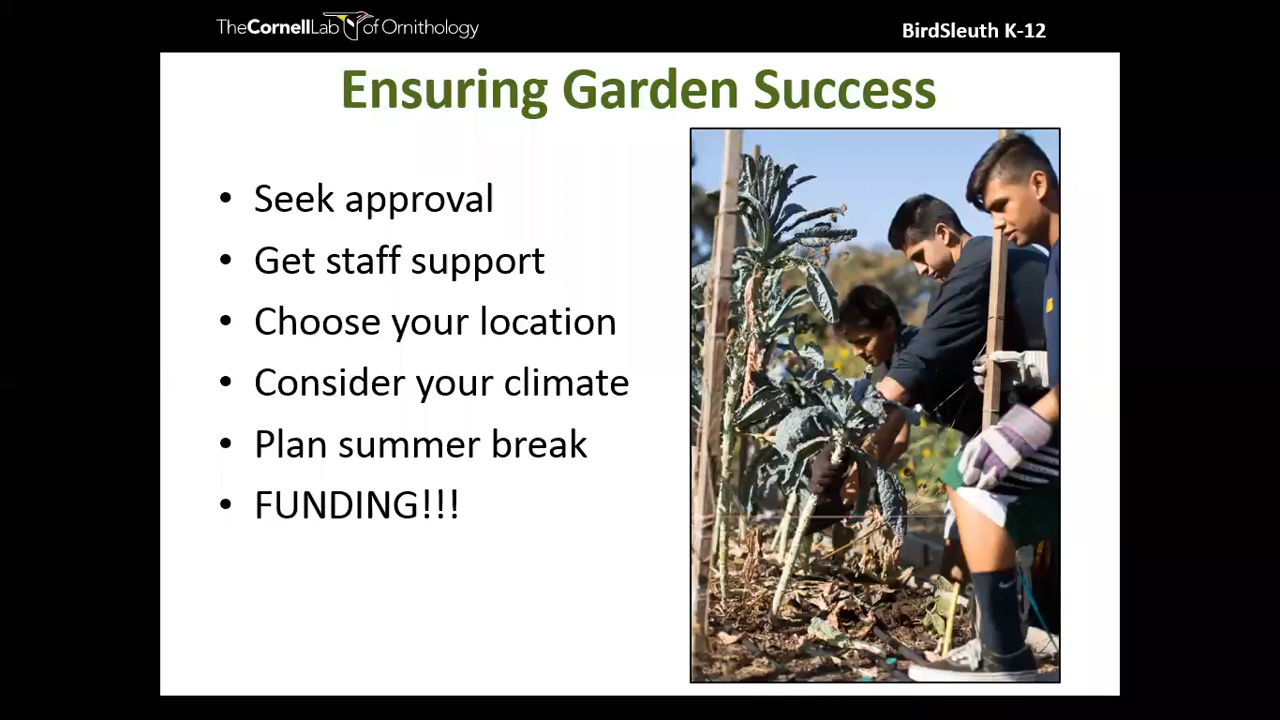 TheCornellLab of Ornithology
BirdSleuth K-12
Ensuring Garden Success
• Seek approval
• Get staff support
• Choose your location
• Consider your climate
• Plan summer break
• FUNDING!!!